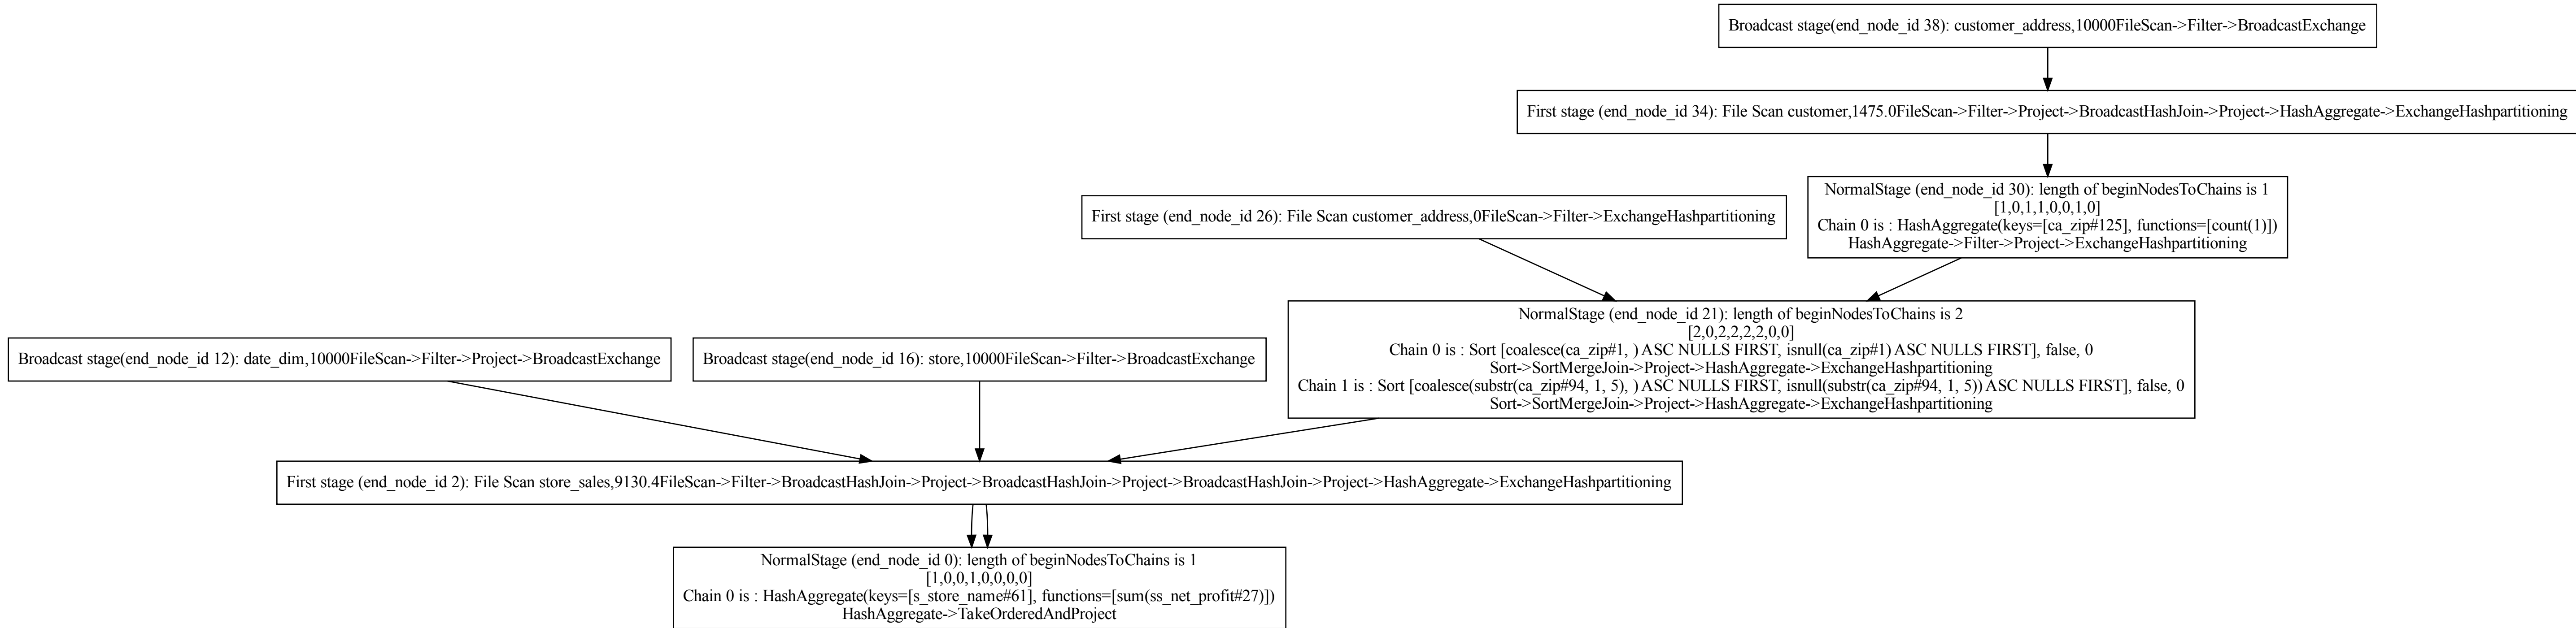 Broadcast stage(end_node_id 38): customer_address,10000FileScan->Filter->BroadcastExchange
First stage (end_node_id 34): File Scan customer,1475.0FileScan->Filter->Project->BroadcastHashJoin->Project->HashAggregate->ExchangeHashpartitioning
NormalStage (end_node_id 30): length of beginNodesToChains is 1
[1,0,1,1,0,0,1,0]
Chain 0 is : HashAggregate(keys=[ca_zip#125], functions=[count(1)])
HashAggregate->Filter->Project->ExchangeHashpartitioning
First stage (end_node_id 26): File Scan customer_address,0FileScan->Filter->ExchangeHashpartitioning
NormalStage (end_node_id 21): length of beginNodesToChains is 2
[2,0,2,2,2,2,0,0]
Chain 0 is : Sort [coalesce(ca_zip#1, ) ASC NULLS FIRST, isnull(ca_zip#1) ASC NULLS FIRST], false, 0
Sort->SortMergeJoin->Project->HashAggregate->ExchangeHashpartitioning
Chain 1 is : Sort [coalesce(substr(ca_zip#94, 1, 5), ) ASC NULLS FIRST, isnull(substr(ca_zip#94, 1, 5)) ASC NULLS FIRST], false, 0
Sort->SortMergeJoin->Project->HashAggregate->ExchangeHashpartitioning
Broadcast stage(end_node_id 12): date_dim,10000FileScan->Filter->Project->BroadcastExchange
Broadcast stage(end_node_id 16): store,10000FileScan->Filter->BroadcastExchange
First stage (end_node_id 2): File Scan store_sales,9130.4FileScan->Filter->BroadcastHashJoin->Project->BroadcastHashJoin->Project->BroadcastHashJoin->Project->HashAggregate->ExchangeHashpartitioning
NormalStage (end_node_id 0): length of beginNodesToChains is 1
[1,0,0,1,0,0,0,0]
Chain 0 is : HashAggregate(keys=[s_store_name#61], functions=[sum(ss_net_profit#27)])
HashAggregate->TakeOrderedAndProject